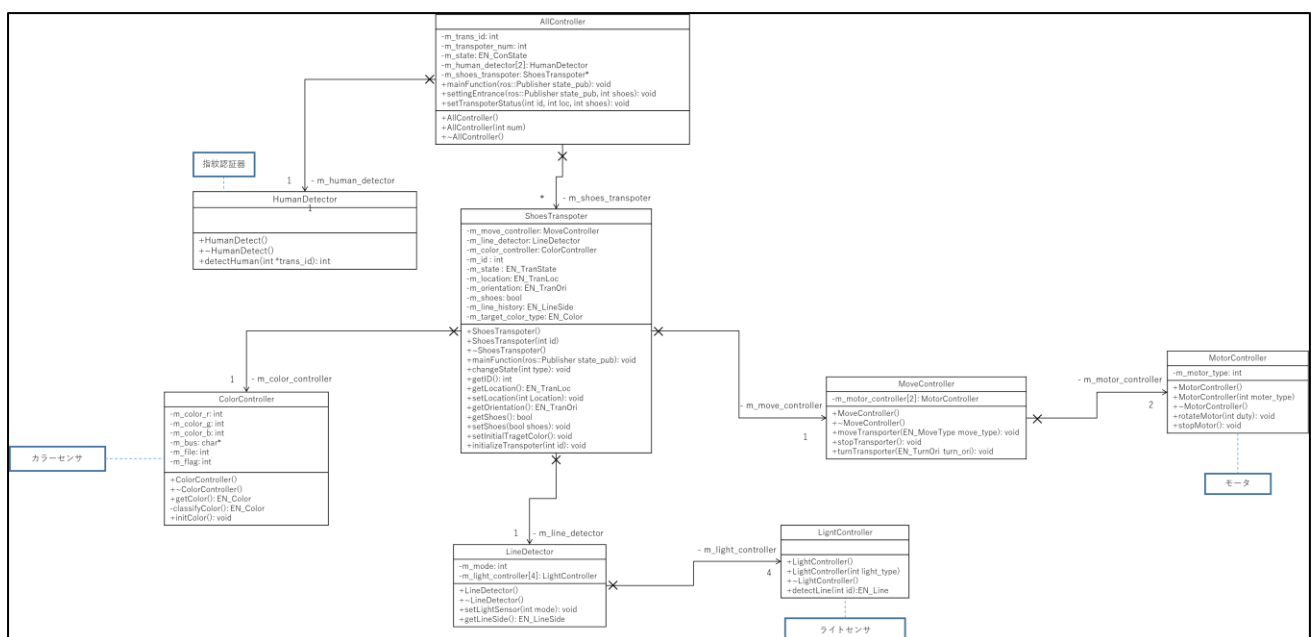 AllController
-m_trans_id: int
-m_transpoter_num: int
-m_state: EN_ConState
-m_human_detector[2]: HumanDetector
-m_shoes_transpoter: ShoesTranspoter*
+mainFunction(ros::Publisher state_pub): void
+settingEntrance(ros::Publisher state_pub, int shoes): void
+setTranspoterStatus(int id, int loc, int shoes): void
+AllController()
+AllController(int num)
+~AllController()
指紋認証器
1
- m_human_detector
HumanDetector
1
+HumanDetect()
+~HumanDetect()
+detectHuman(int *trans_id): int
*
- m_shoes_transpoter
ShoesTranspoter
-m_move_controller: MoveController
-m_line_detector: LineDetector
-m_color_controller: ColorController
-m_id : int
-m_state : EN_TranState
-m_location: EN_TranLoc
-m_orientation: EN_TranOri
-m_shoes: bool
-m_line_history: EN_LineSide
-m_target_color_type: EN_Color
+ShoesTranspoter()
+ShoesTranspoter(int id)
+~ShoesTranspoter()
+mainFunction(ros::Publisher state_pub): void
+changeState(int type): void
+getID(): int
+getLocation(): EN_TranLoc
+setLocation(int Location): void
+getOrientation(): EN_TranOri
+getShoes(): bool
+setShoes(bool shoes): void
+setInitialTragetColor(): void
+initializeTranspoter(int id): void
1
- m_color_controller
ColorController
-m_color_r: int
-m_color_g: int
-m_color_b: int
-m_bus: char*
-m_file: int
-m_flag: int
+ColorController()
+~ColorController()
+getColor(): EN_Color
-classifyColor(): EN_Color
+initColor(): void
カラーセンサ
- m_move_controller
1
MoveController
-m_motor_controller[2]: MotorController
+MoveController()
+~MoveController()
+moveTransporter(EN_MoveType move_type): void
+stopTransporter(): void
+turnTransporter(EN_TurnOri turn_ori): void
- m_motor_controller
2
MotorController
-m_motor_type: int
+MotorController()
+MotorController(int moter_type)
+~MotorController()
+rotateMotor(int duty): void
+stopMotor(): void
モータ
1
- m_line_detector
LineDetector
-m_mode: int
-m_light_controller[4]: LightController
+LineDetector()
+~LineDetector()
+setLightSensor(int mode): void
+getLineSide(): EN_LineSide
- m_light_controller
4
LigntController
+LightController()
+LightController(int light_type)
+~LightController()
+detectLine(int id):EN_Line
ライトセンサ